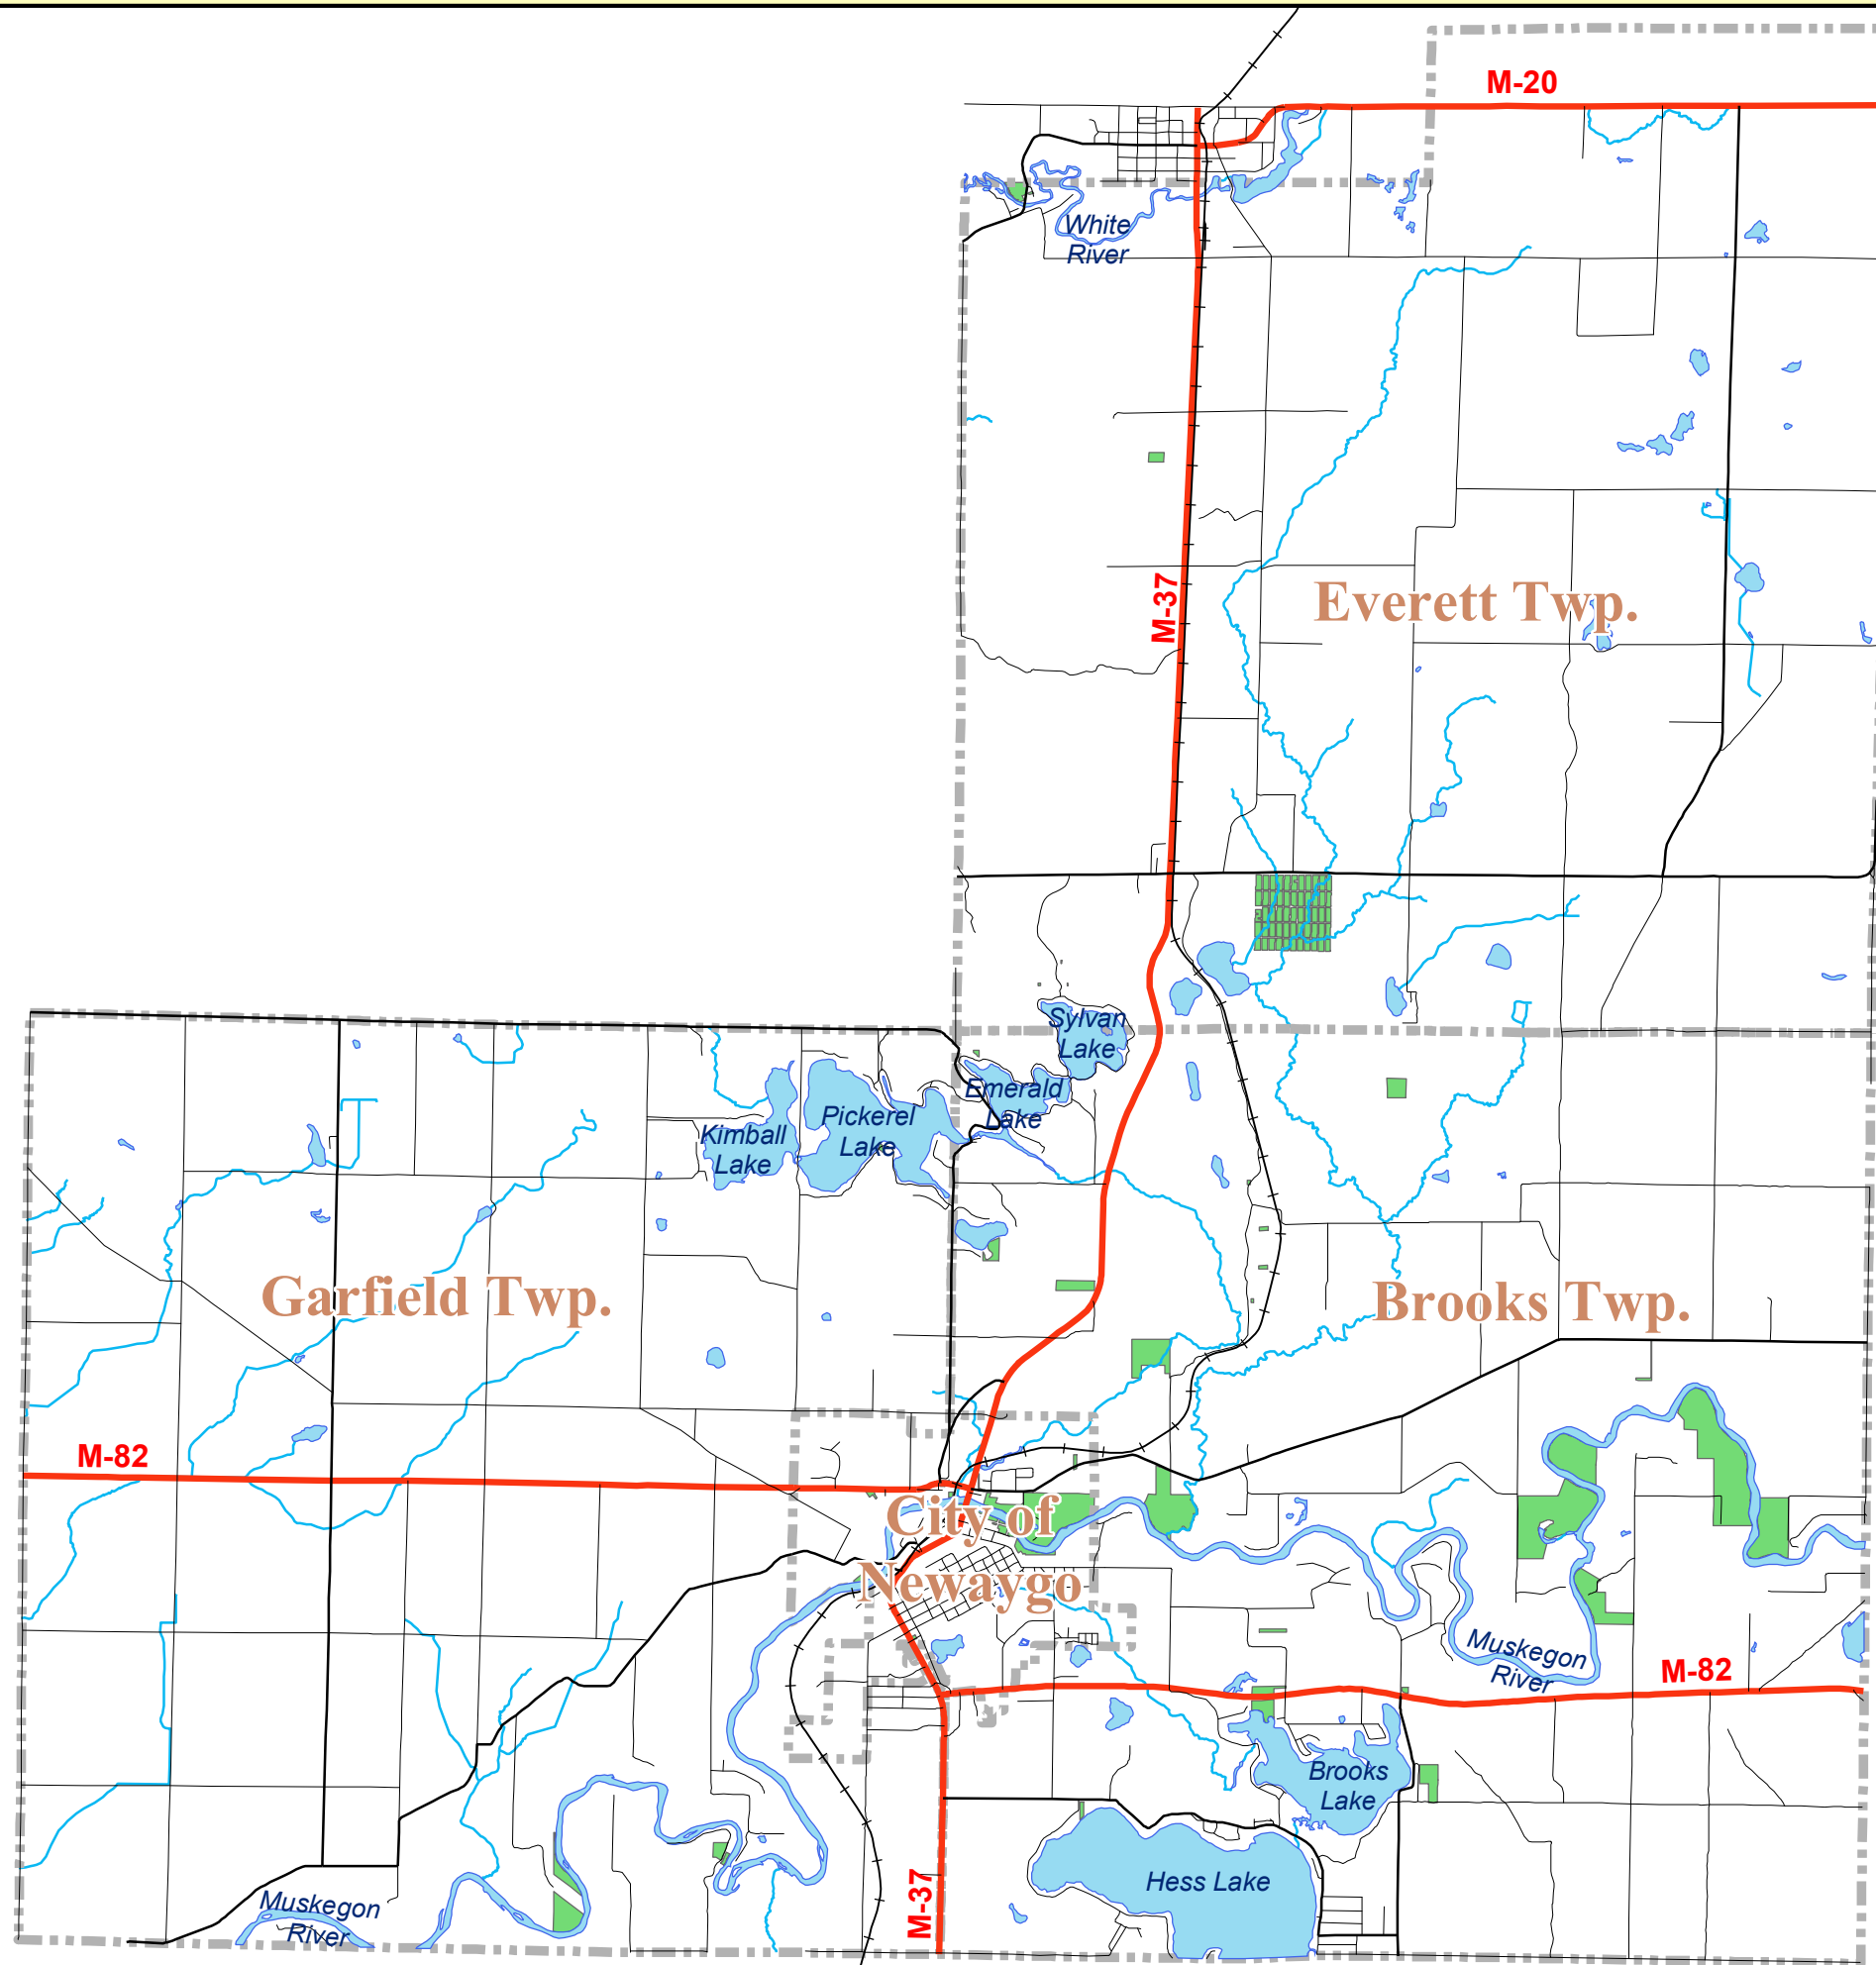 M-20
White
River
M-37
Everett Twp.
Sylvan
Lake
Emerald
Lake
Pickerel
Lake
Kimball
Lake
Garfield Twp.
Brooks Twp.
M-82
City of
Newaygo
Muskegon
River
M-82
Brooks
Lake
Hess Lake
M-37
Muskegon
River